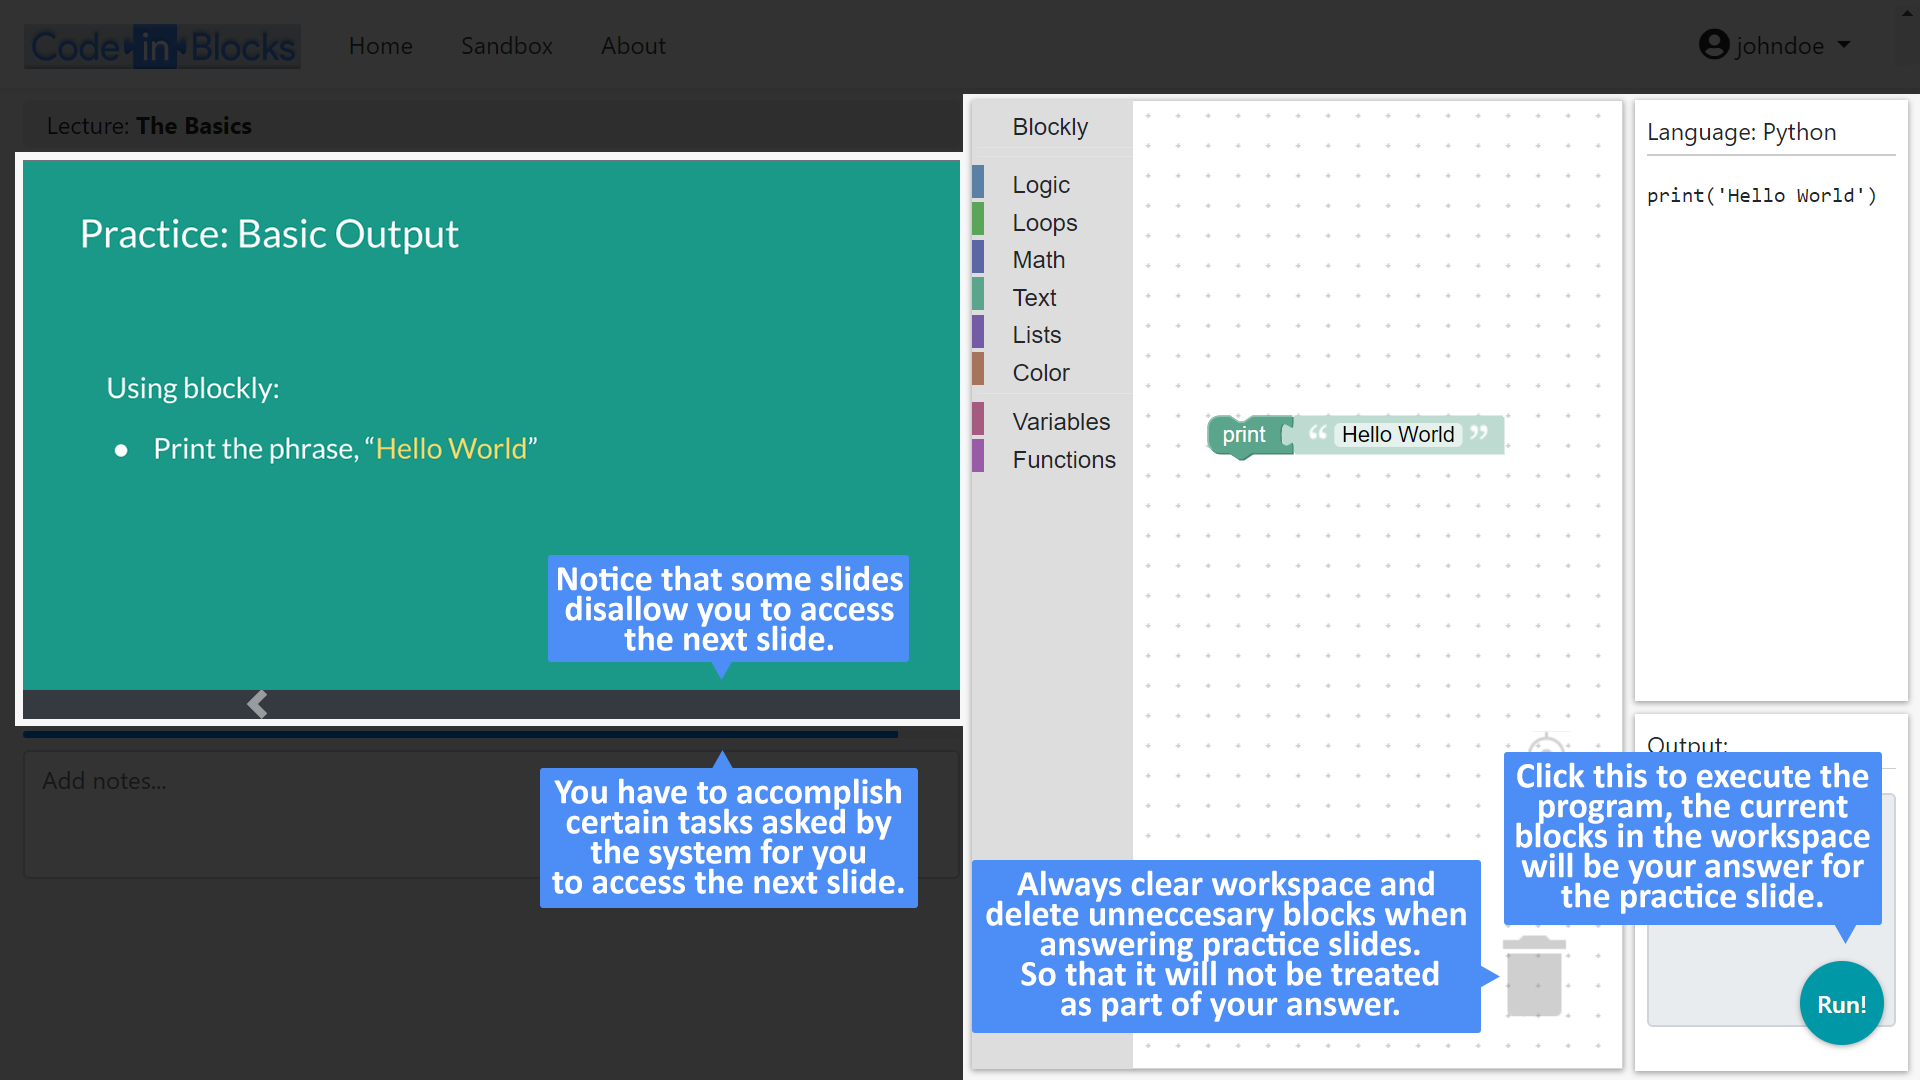 Code in Blocks
Home
Sandbox
About
johndoe
Lecture: The Basics
Practice: Basic Output
Using blockly:
● Print the phrase, “Hello World”
Notice that some slides
disallow you to access
the next slide.
Add notes...
You have to accomplish
certain tasks asked by
the system for you
to access the next slide.
Blockly
Logic
Loops
Math
Text
Lists
Color
Variables
Functions
print “ Hello World ”
Always clear workspace and
delete unneccesary blocks when
answering practice slides.
So that it will not be treated
as part of your answer.
Language: Python
print('Hello World')
Output:
Click this to execute the
program, the current
blocks in the workspace
will be your answer for
the practice slide.
Run!